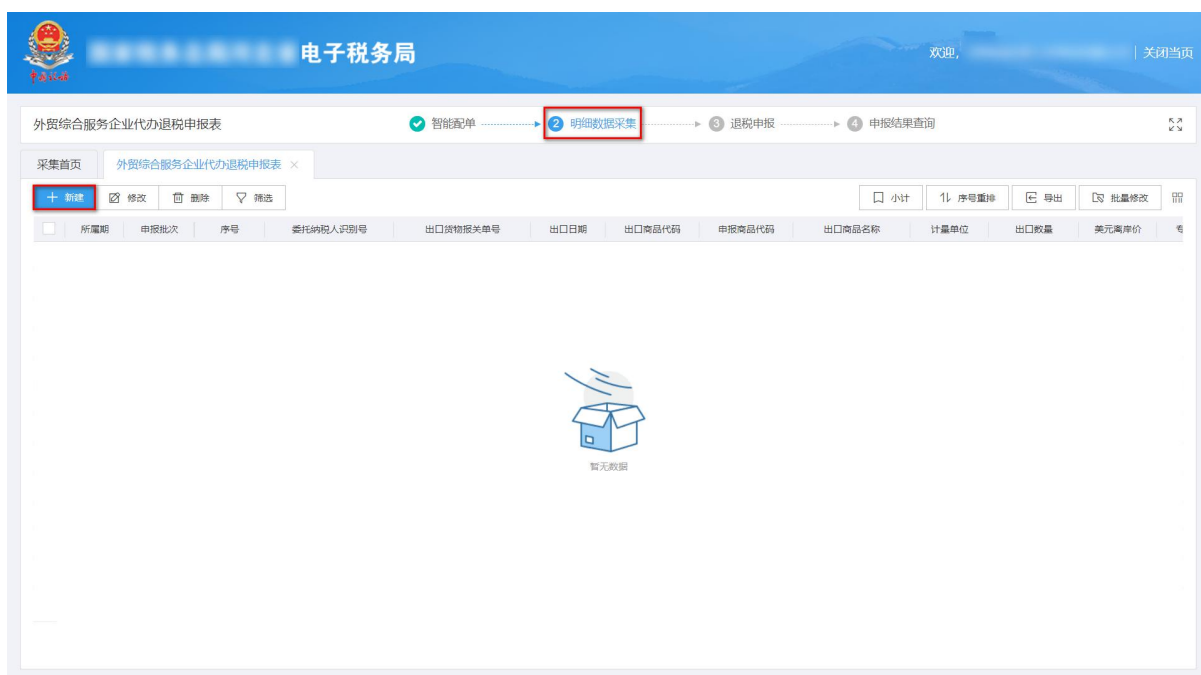 电子税务局
中国税务
欢迎,
关闭当页
外贸综合服务企业代办退税申报表
智能配单
2 明细数据采集
3 退税申报
4 申报结果查询
采集首页 外贸综合服务企业代办退税申报表 ×
+ 新建 修改 删除 筛选 小计 序号重排 导出 批量修改
所属期 申报批次 序号 委托纳税人识别号 出口货物报关单号 出口日期 出口商品代码 申报商品代码 出口商品名称 计量单位 出口数量 美元离岸价
暂无数据